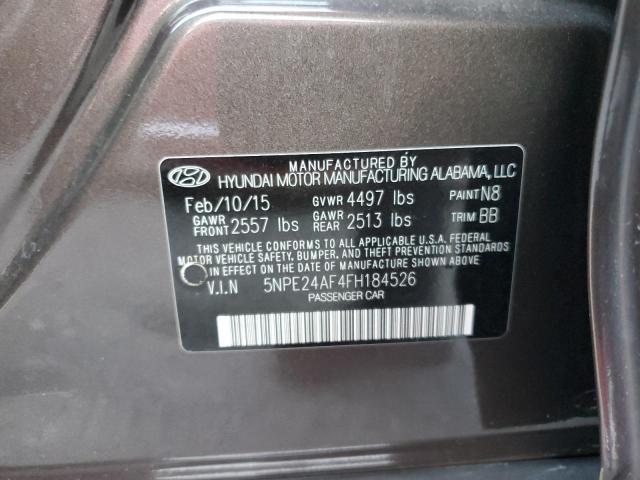 MANUFACTURED BY
HYUNDAI MOTOR MANUFACTURING ALABAMA, LLC
Feb/10/15 GVWR 4497 lbs PAINT N8
GAWR FRONT 2557 lbs GAWR REAR 2513 lbs TRIM BB
THIS VEHICLE CONFORMS TO ALL APPLICABLE U.S.A. FEDERAL
MOTOR VEHICLE SAFETY, BUMPER, AND THEFT PREVENTION STANDARDS
IN EFFECT ON THE DATE OF MANUFACTURE SHOWN ABOVE.
V.I.N 5NPE24AF4FH184526
PASSENGER CAR